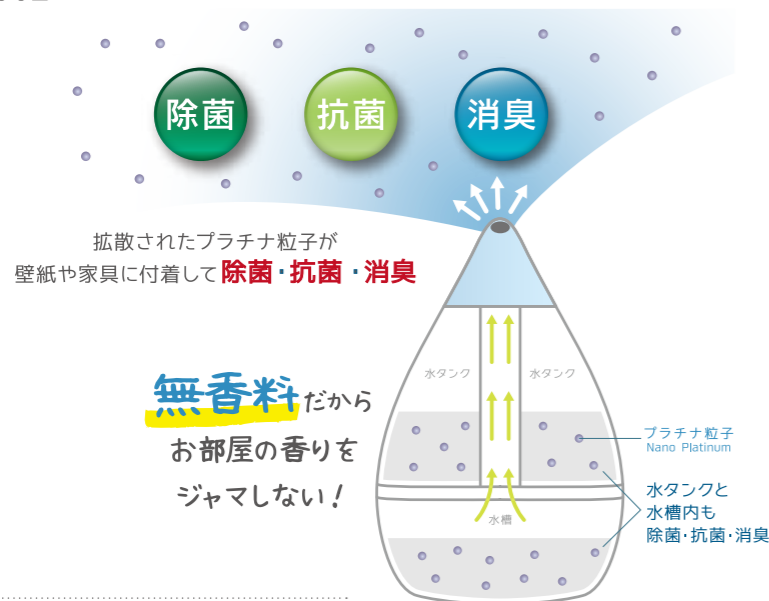 除菌
抗菌
消臭
拡散されたプラチナ粒子が
壁紙や家具に付着して除菌・抗菌・消臭
無香料だから
お部屋の香りを
ジャマしない！
水タンク
水タンク
プラチナ粒子
Nano Platinum
水タンクと
水槽内も
除菌・抗菌・消臭
水槽